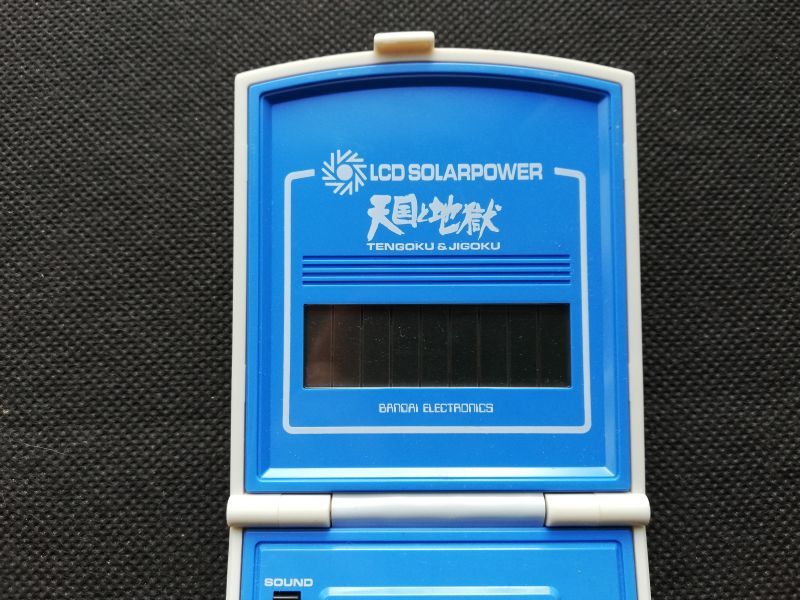 LCD SOLARPOWER
天国と地獄
TENGOKU & JIGOKU
BANDAI ELECTRONICS
SOUND